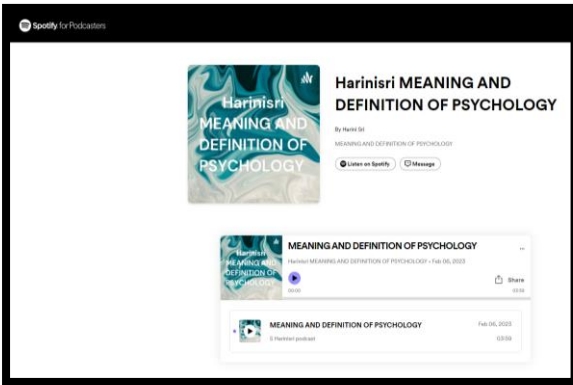 Spotify for Podcasters
Harinisri
MEANING AND
DEFINITION OF
PSYCHOLOGY
Harinisri MEANING AND
DEFINITION OF PSYCHOLOGY
By Harini Sri
MEANING AND DEFINITION OF PSYCHOLOGY
Listen on Spotify
Message
Harinisri
MEANING AND
DEFINITION OF
PSYCHOLOGY
MEANING AND DEFINITION OF PSYCHOLOGY
Harinisri MEANING AND DEFINITION OF PSYCHOLOGY • Feb 06, 2023
Share
00:00
03:59
MEANING AND DEFINITION OF PSYCHOLOGY
Feb 06, 2023
03:59